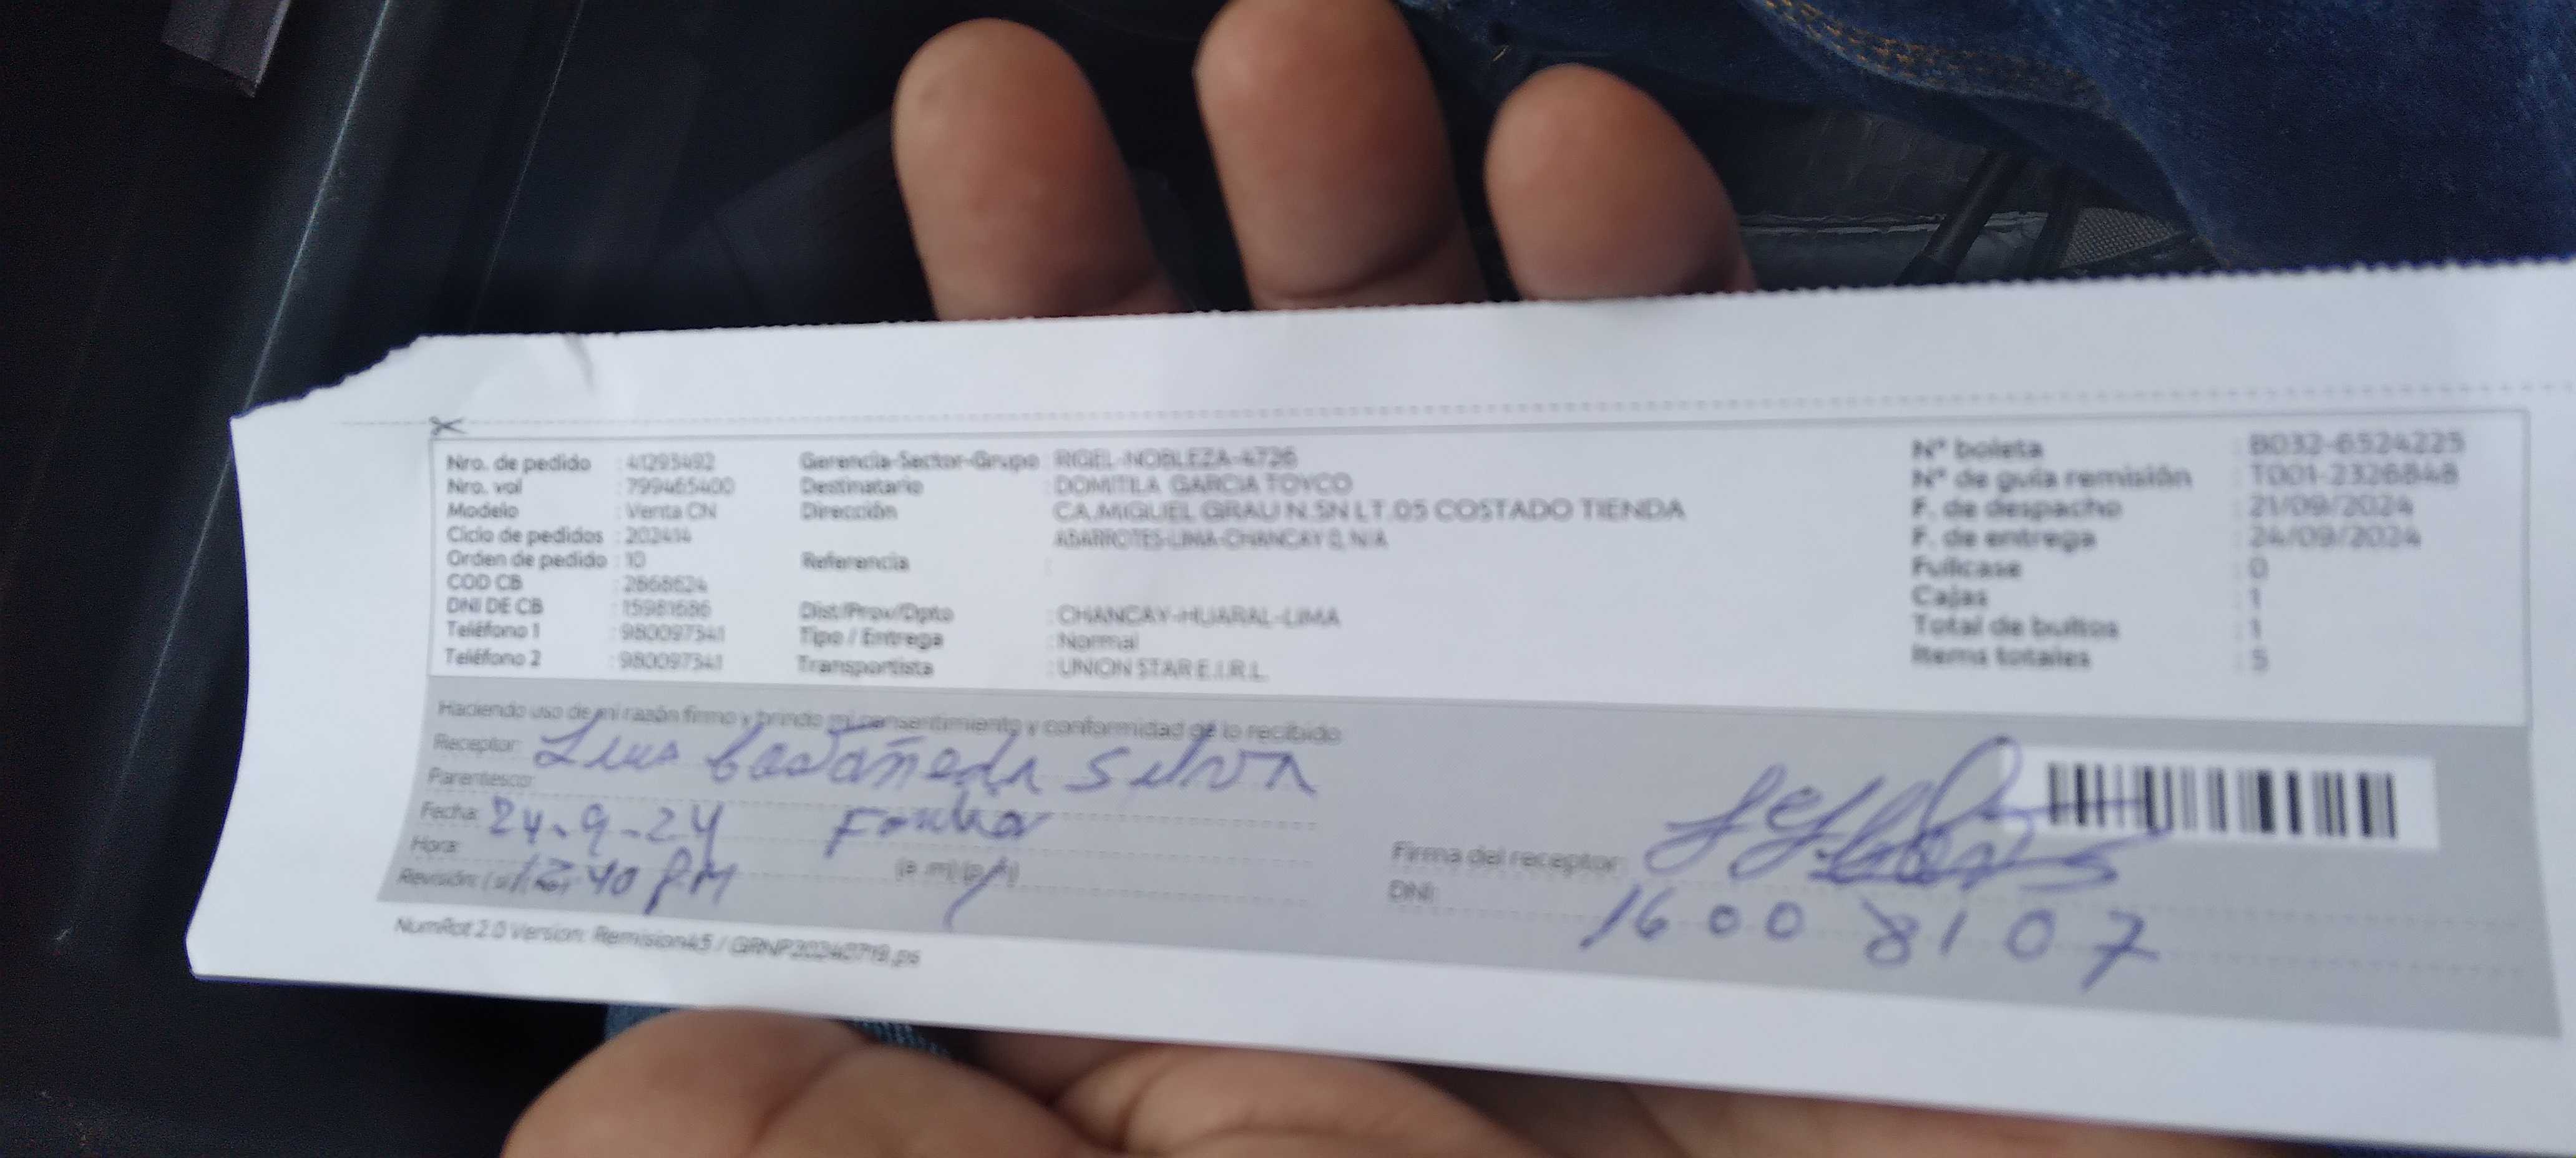 Nro. de pedido : 41293492
Nro. vol : 799465400
Modelo : Venta CN
Ciclo de pedidos : 202414
Orden de pedido : 10
COD CB : 2868624
DNI DE CB : 15981686
Teléfono 1 : 980097341
Teléfono 2 : 980097341
Gerencia-Sector-Grupo : RIGEL-NOBLEZA-4726
Destinatario : DOMITILA GARCIA TOYCO
Dirección : CA.MIGUEL GRAU N.SN LT.05 COSTADO TIENDA
ABARROTES-LIMA-CHANCAY 0, N/A
Referencia :
Dist/Prov/Dpto : CHANCAY-HUARAL-LIMA
Tipo / Entrega : Normal
Transportista : UNION STAR E.I.R.L.
N° boleta : B032-6524225
N° de guía remisión : T001-2326848
F. de despacho : 21/09/2024
F. de entrega : 24/09/2024
Fullcase : 0
Cajas : 1
Total de bultos : 1
Items totales : 5
Haciendo uso de mi razón firmo y brindo mi consentimiento y conformidad de lo recibido
Receptor: Luis Castañeda Silva
Parentesco:
Fecha: 24-9-24
Hora: 12:40 PM (a.m) (p.m)
Revisión: (si) (no)
Firma del receptor:
DNI: 16008107
NumRot 2.0 Version: Remision45 / GRNP20240719.ps